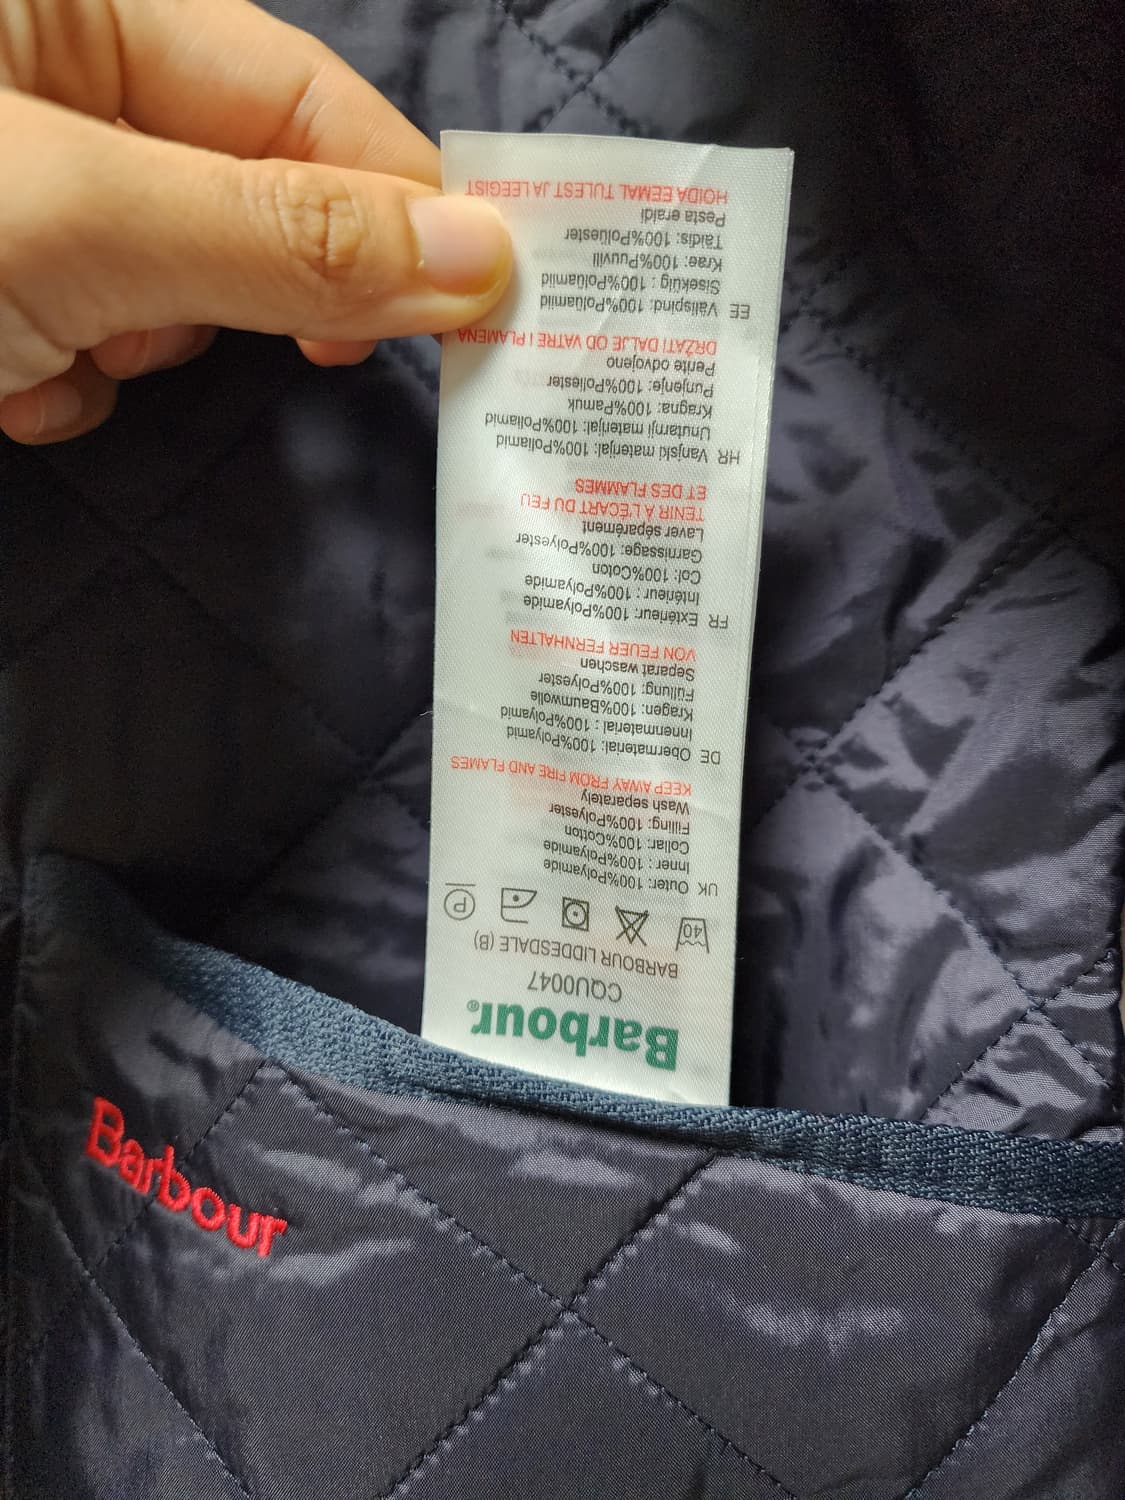 Barbour®
CQU0047
BARBOUR LIDDESDALE (B)
40
P
UK Outer: 100%Polyamide
Inner : 100%Polyamide
Collar: 100%Cotton
Filling: 100%Polyester
Wash separately
KEEP AWAY FROM FIRE AND FLAMES
DE Obermaterial: 100%Polyamid
Innenmaterial : 100%Polyamid
Kragen: 100%Baumwolle
Füllung: 100%Polyester
Separat waschen
VON FEUER FERNHALTEN
FR Extérieur: 100%Polyamide
Intérieur : 100%Polyamide
Col: 100%Coton
Garnissage: 100%Polyester
Laver séparément
TENIR À L'ÉCART DU FEU
ET DES FLAMMES
HR Vanjski materijal: 100%Poliamid
Unutarnji materijal: 100%Poliamid
Kragna: 100%Pamuk
Punjenje: 100%Poliester
Perite odvojeno
DRŽATI DALJE OD VATRE I PLAMENA
EE Välispind: 100%Polüamiid
Sisekülg : 100%Polüamiid
Krae: 100%Puuvill
Täidis: 100%Polüester
Pesta eraldi
HOIDA EEMAL TULEST JA LEEGIST
Barbour